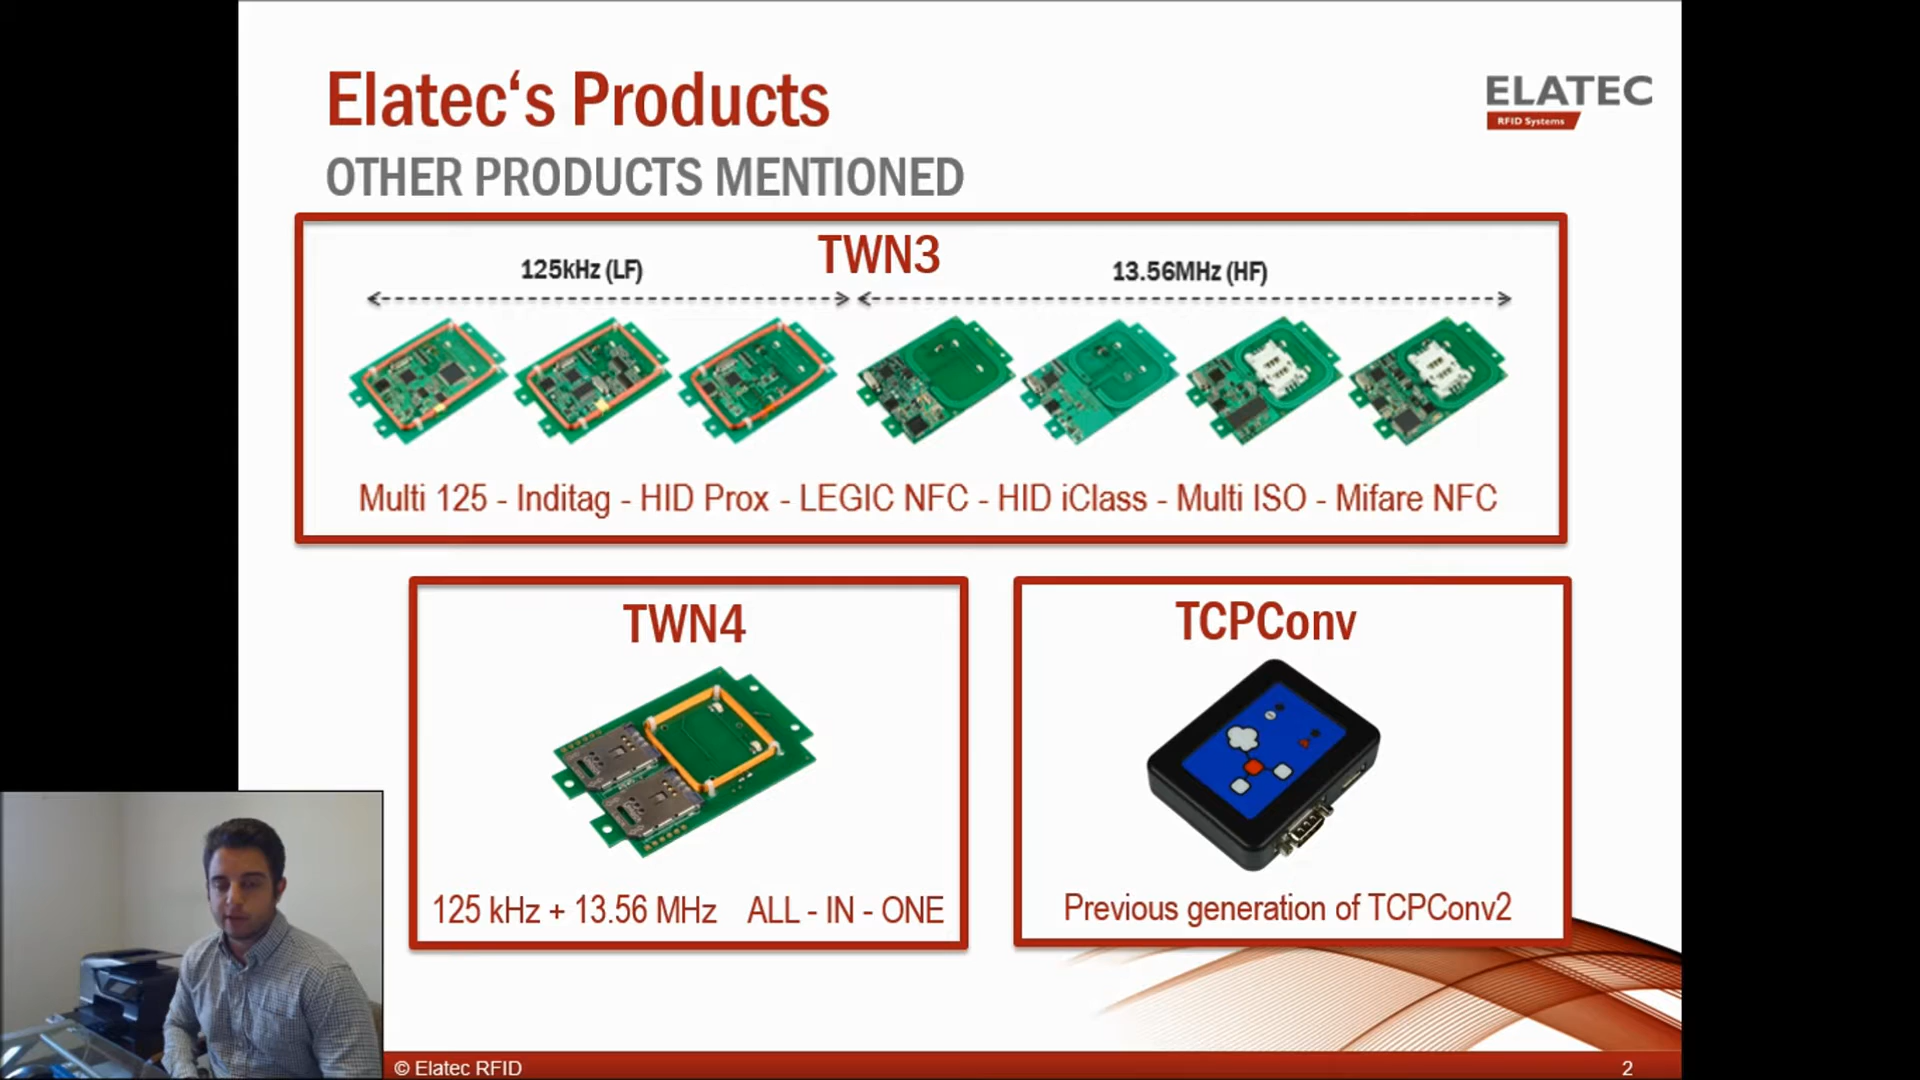 Elatec‘s Products
ELATEC
RFID Systems
OTHER PRODUCTS MENTIONED
TWN3
125kHz (LF)
13.56MHz (HF)
Multi 125 - Inditag - HID Prox - LEGIC NFC - HID iClass - Multi ISO - Mifare NFC
TWN4
125 kHz + 13.56 MHz ALL - IN - ONE
TCPConv
Previous generation of TCPConv2
© Elatec RFID
2